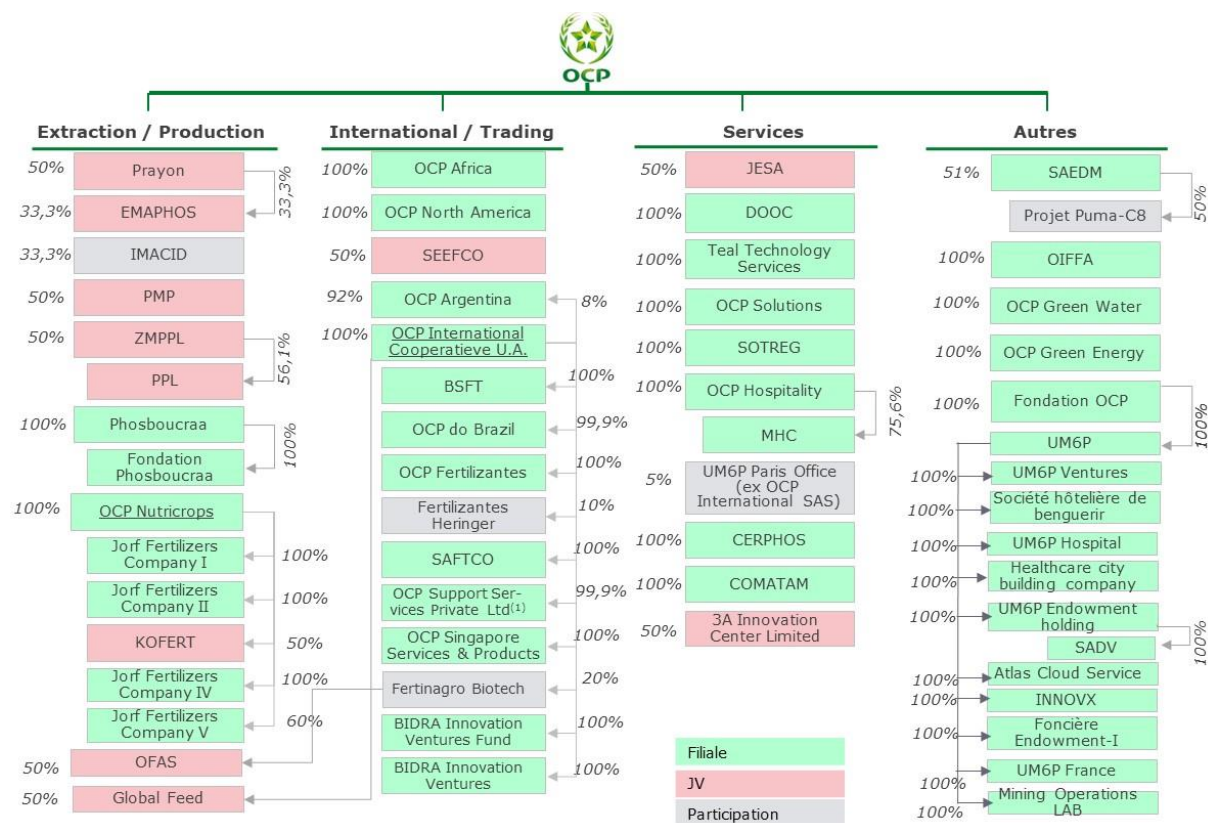 OCP
Extraction / Production
50%
Prayon
33,3%
33,3%
EMAPHOS
33,3%
IMACID
50%
PMP
50%
ZMPPL
56,1%
PPL
100%
Phosboucraa
100%
Fondation
Phosboucraa
100%
OCP Nutricrops
Jorf Fertilizers
Company I
100%
Jorf Fertilizers
Company II
100%
KOFERT
50%
Jorf Fertilizers
Company IV
100%
Jorf Fertilizers
Company V
60%
50%
OFAS
50%
Global Feed
International / Trading
100%
OCP Africa
100%
OCP North America
50%
SEEFCO
92%
OCP Argentina
8%
100%
OCP International
Cooperatieve U.A.
BSFT
100%
OCP do Brazil
99,9%
OCP Fertilizantes
100%
Fertilizantes
Heringer
10%
SAFTCO
100%
OCP Support Ser-
vices Private Ltd(1)
99,9%
OCP Singapore
Services & Products
100%
Fertinagro Biotech
20%
BIDRA Innovation
Ventures Fund
100%
BIDRA Innovation
Ventures
100%
Services
50%
JESA
100%
DOOC
100%
Teal Technology
Services
100%
OCP Solutions
100%
SOTREG
100%
OCP Hospitality
75,6%
MHC
5%
UM6P Paris Office
(ex OCP
International SAS)
100%
CERPHOS
100%
COMATAM
50%
3A Innovation
Center Limited
Filiale
JV
Participation
Autres
51%
SAEDM
50%
Projet Puma-C8
100%
OIFFA
100%
OCP Green Water
100%
OCP Green Energy
100%
Fondation OCP
100%
UM6P
100%
UM6P Ventures
100%
Société hôtelière de
benguerir
100%
UM6P Hospital
100%
Healthcare city
building company
100%
UM6P Endowment
holding
100%
SADV
100%
Atlas Cloud Service
100%
INNOVX
100%
Foncière
Endowment-I
100%
UM6P France
100%
Mining Operations
LAB